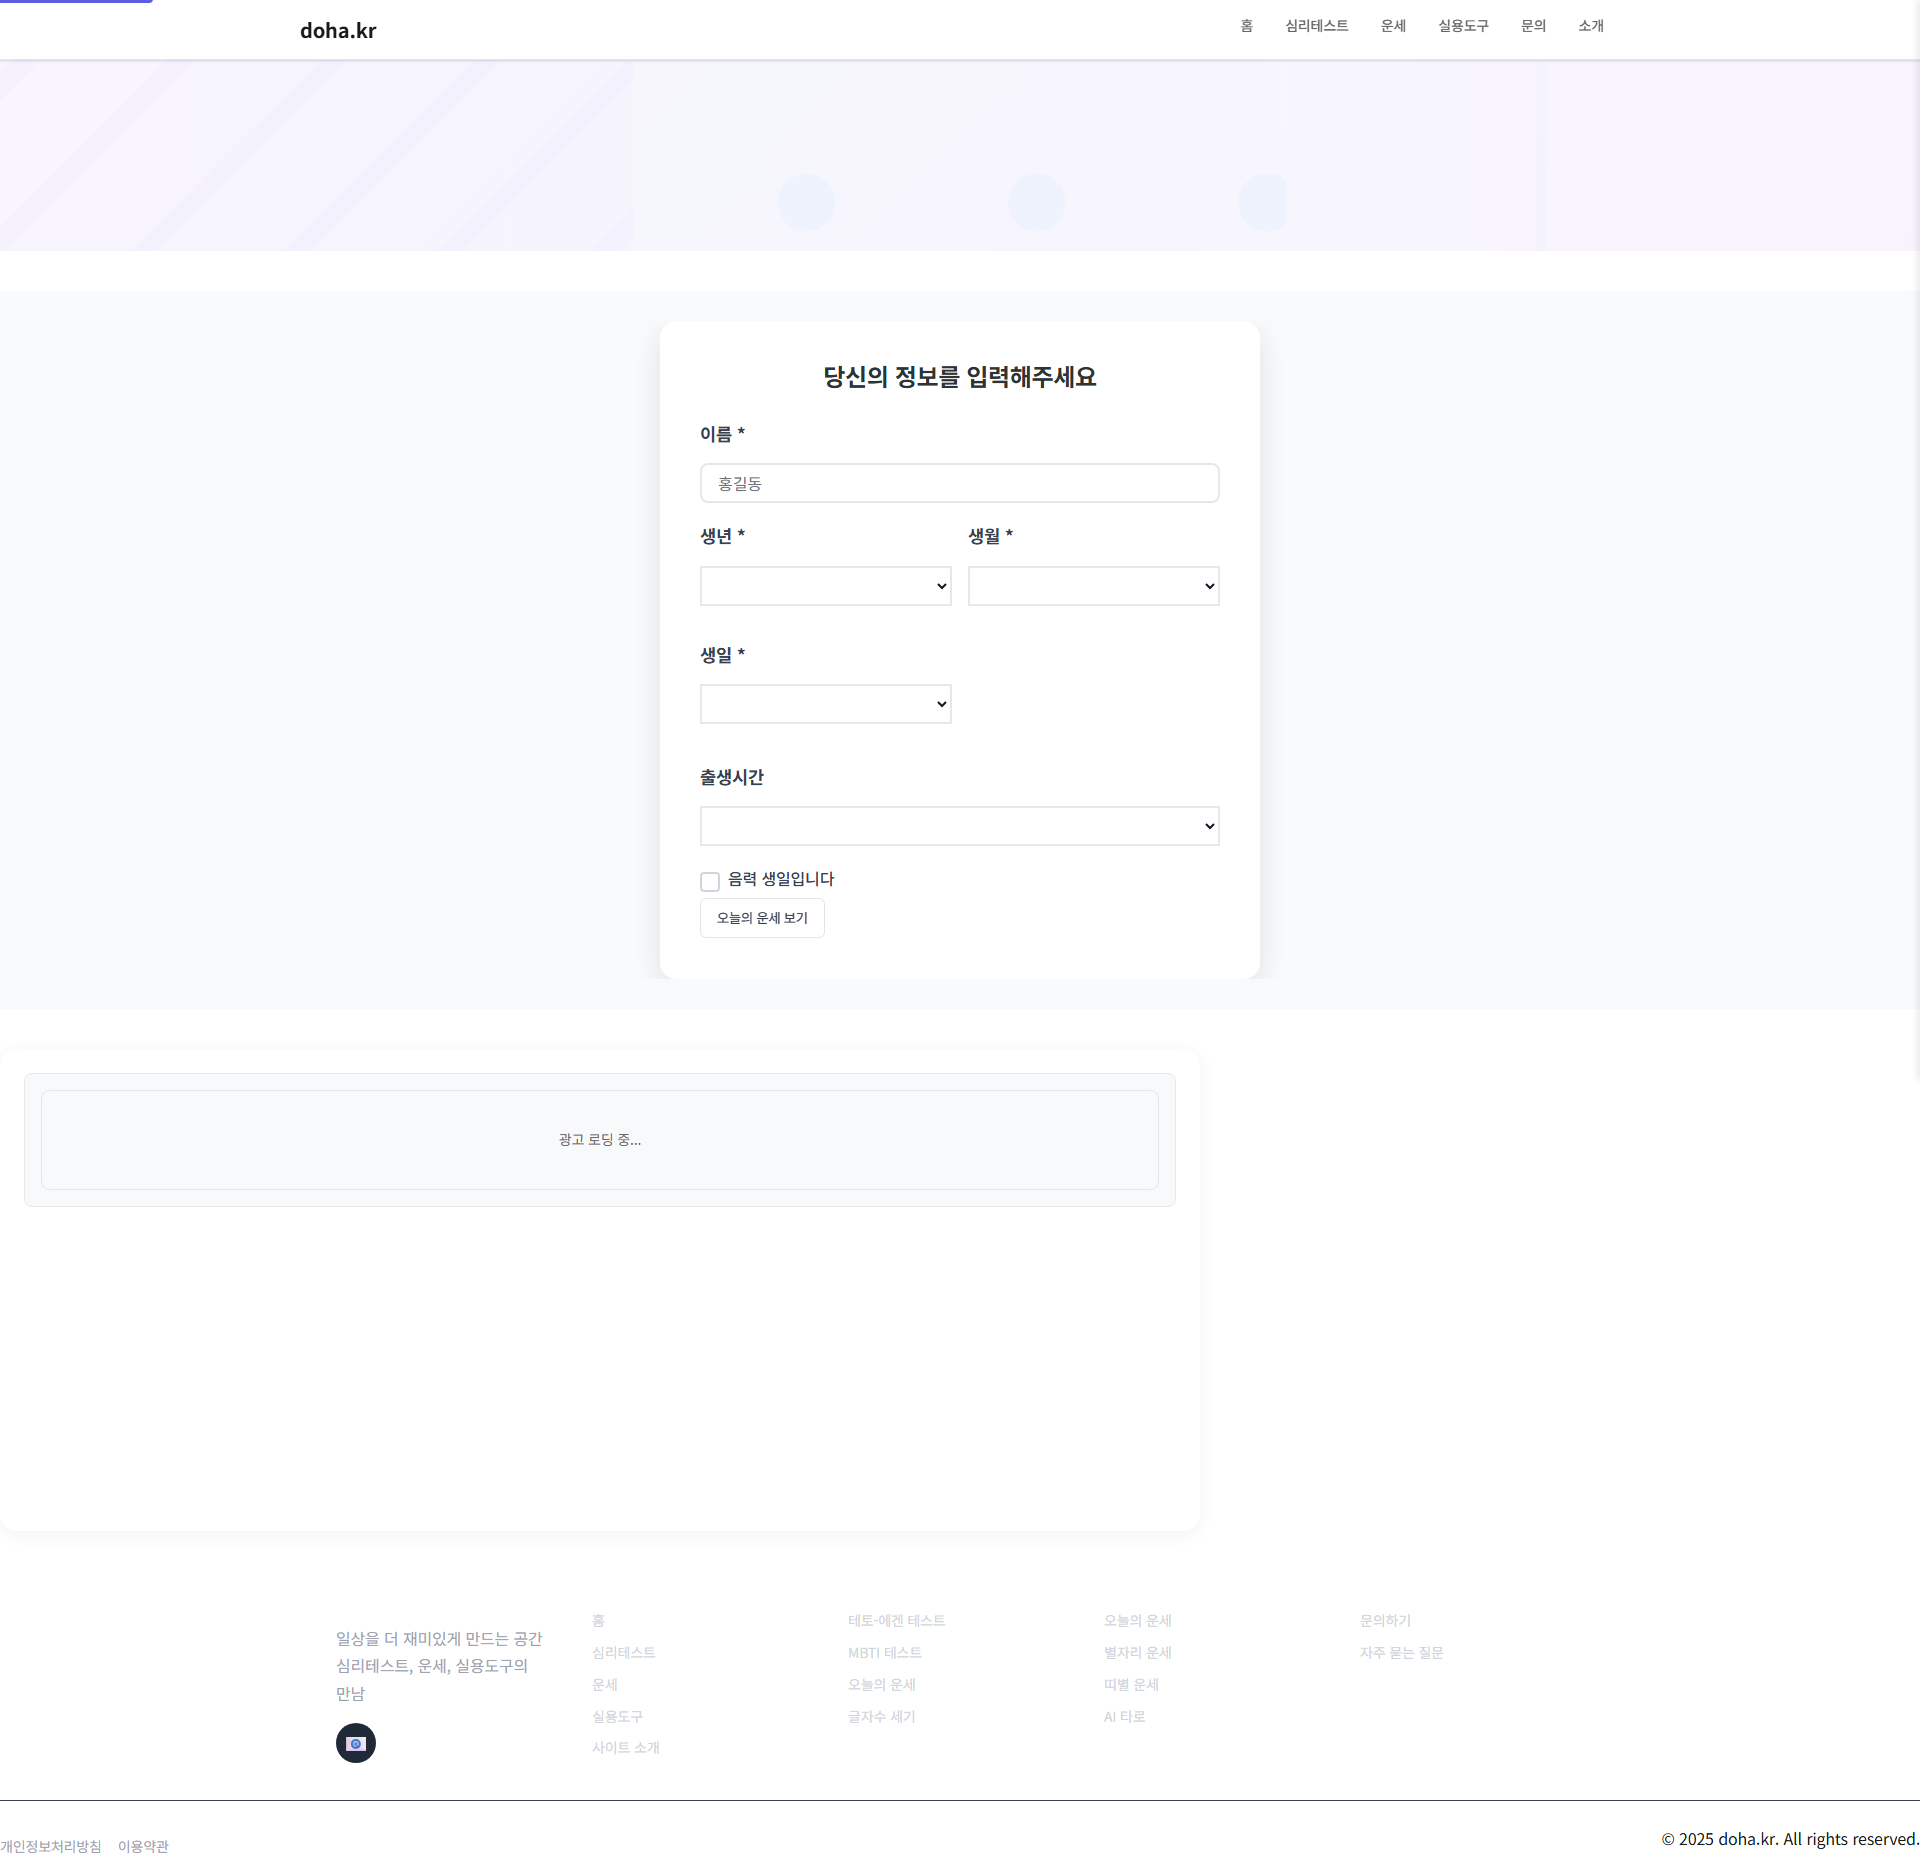 doha.kr
홈
심리테스트
운세
실용도구
문의
소개
당신의 정보를 입력해주세요
이름 *
홍길동
생년 *
생월 *
생일 *
출생시간
음력 생일입니다
오늘의 운세 보기
광고 로딩 중...
일상을 더 재미있게 만드는 공간
심리테스트, 운세, 실용도구의
만남
홈
심리테스트
운세
실용도구
사이트 소개
테토-에겐 테스트
MBTI 테스트
오늘의 운세
글자수 세기
오늘의 운세
별자리 운세
띠별 운세
AI 타로
문의하기
자주 묻는 질문
개인정보처리방침
이용약관
© 2025 doha.kr. All rights reserved.